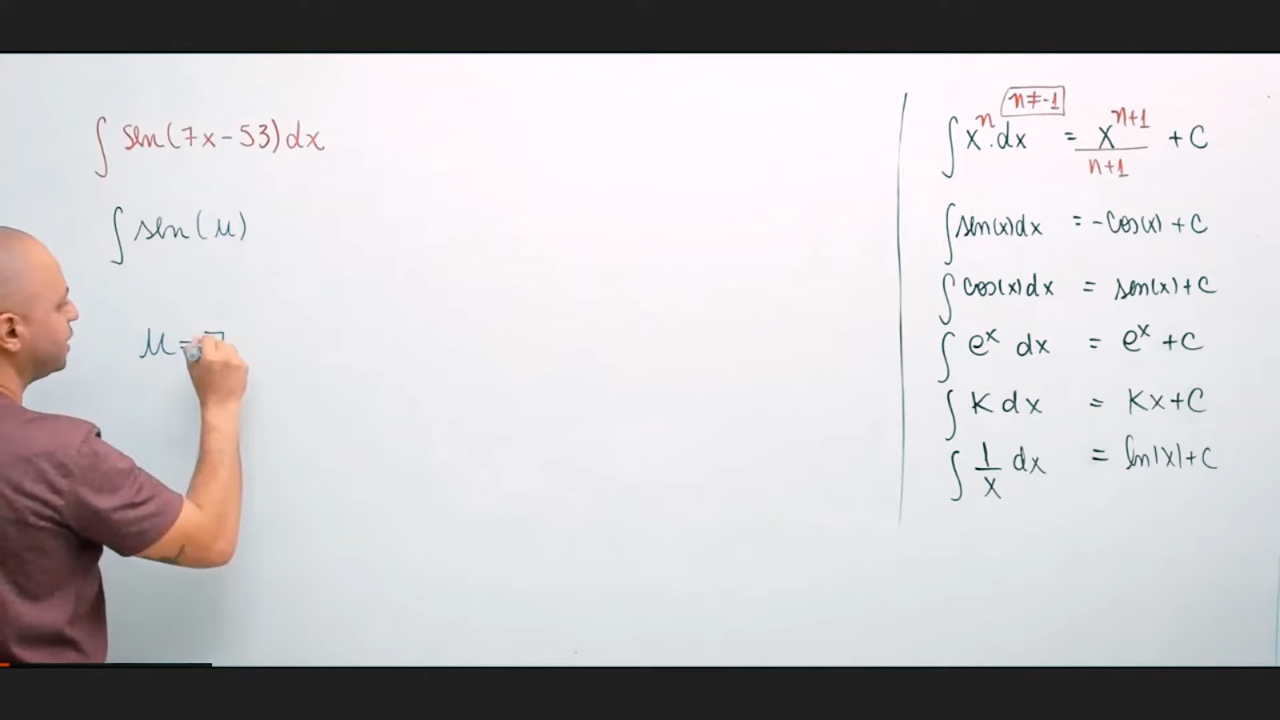 ∫ sen(7x-53)dx
∫ sen(u)
u=7
n≠-1
∫ xⁿ.dx = xⁿ⁺¹/n+1 + C
∫ sen(x)dx = -cos(x) + C
∫ cos(x)dx = sen(x)+C
∫ eˣ dx = eˣ +C
∫ K dx = Kx+C
∫ 1/x dx = ln|x|+C